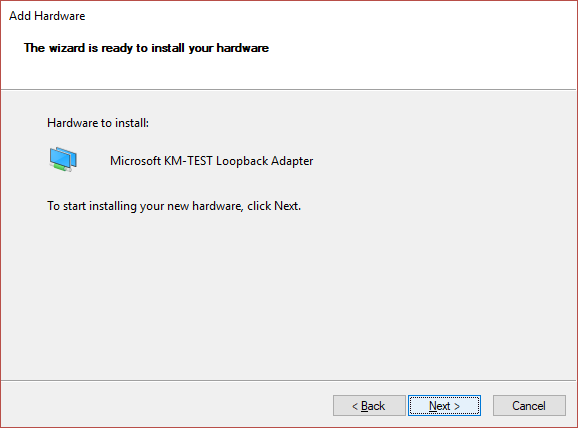 Add Hardware
The wizard is ready to install your hardware
Hardware to install:
Microsoft KM-TEST Loopback Adapter
To start installing your new hardware, click Next.
< Back
Next >
Cancel